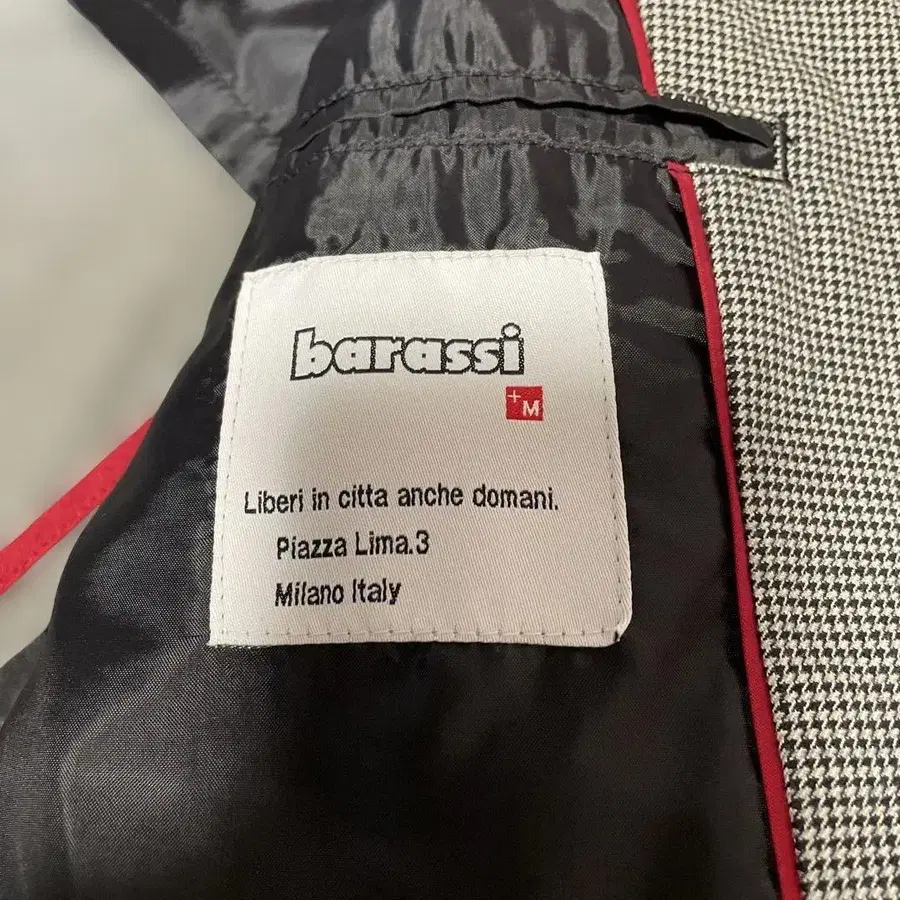 barassi
+M
Liberi in citta anche domani.
Piazza Lima.3
Milano Italy